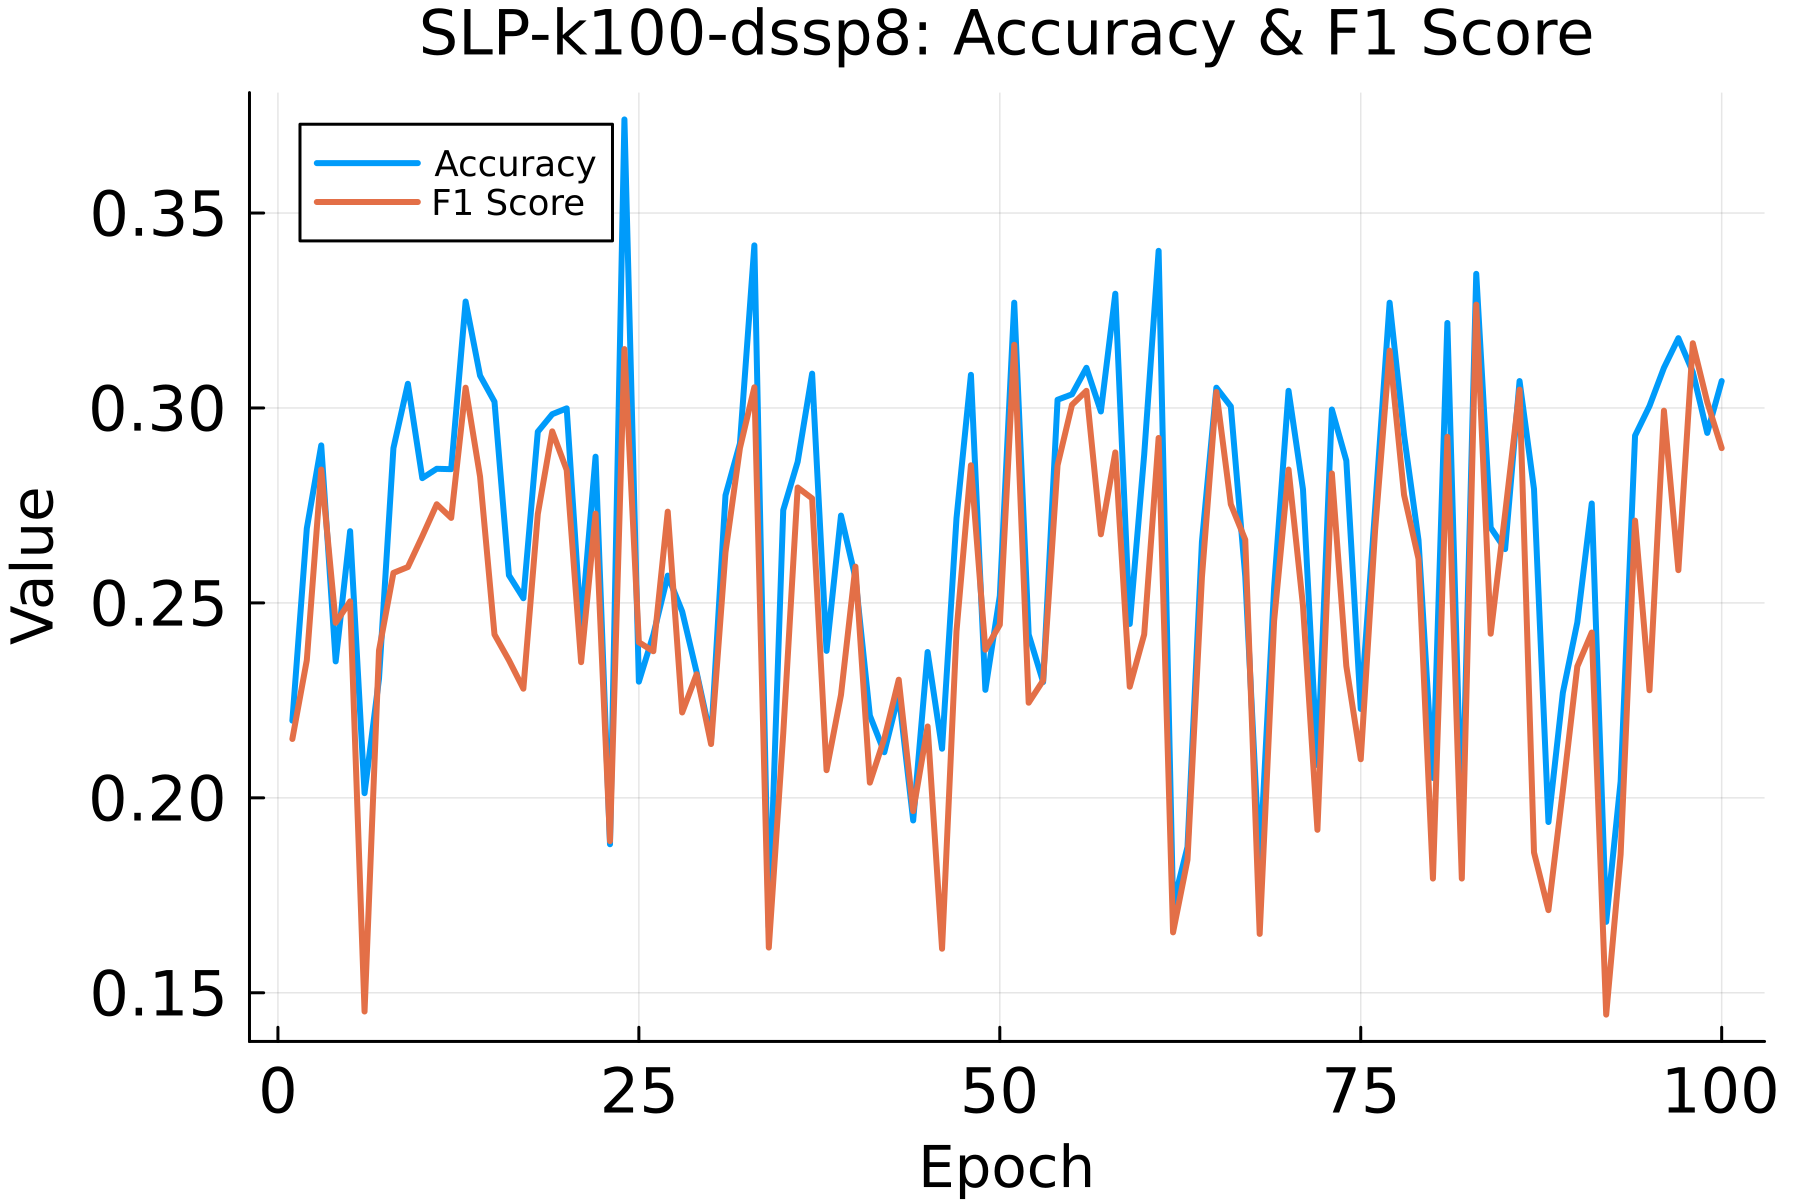 SLP-k100-dssp8: Accuracy & F1 Score
Accuracy
F1 Score
0.35
0.30
0.25
0.20
0.15
Value
0 25 50 75 100
Epoch